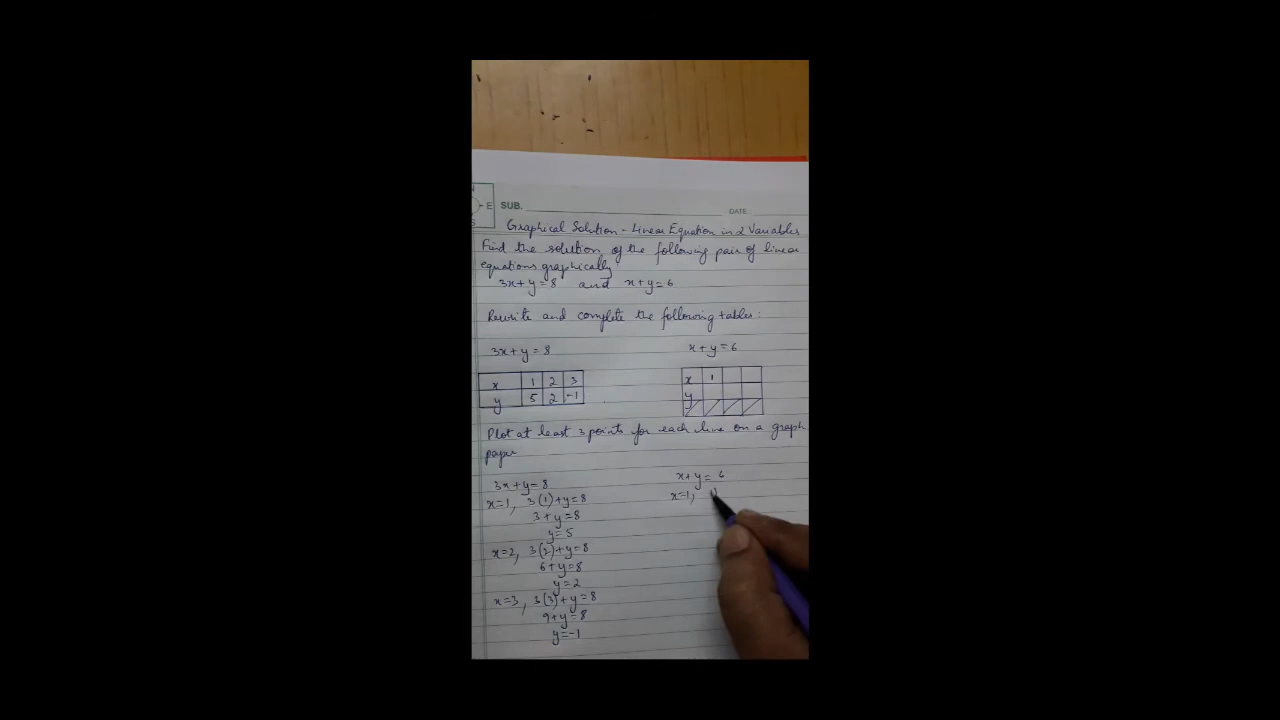 E SUB.
DATE
Graphical Solution - Linear Equation in 2 Variables
Find the solution of the following pair of linear
equations graphically
3x+y=8 and x+y=6
Rewrite and complete the following tables:
3x+y=8 x+y=6
x 1 2 3 x 1
y 5 2 -1 y
Plot at least 3 points for each line on a graph
paper
3x+y=8 x+y=6
x=1, 3(1)+y=8 x=1,
3+y=8
y=5
x=2, 3(2)+y=8
6+y=8
y=2
x=3, 3(3)+y=8
9+y=8
y=-1